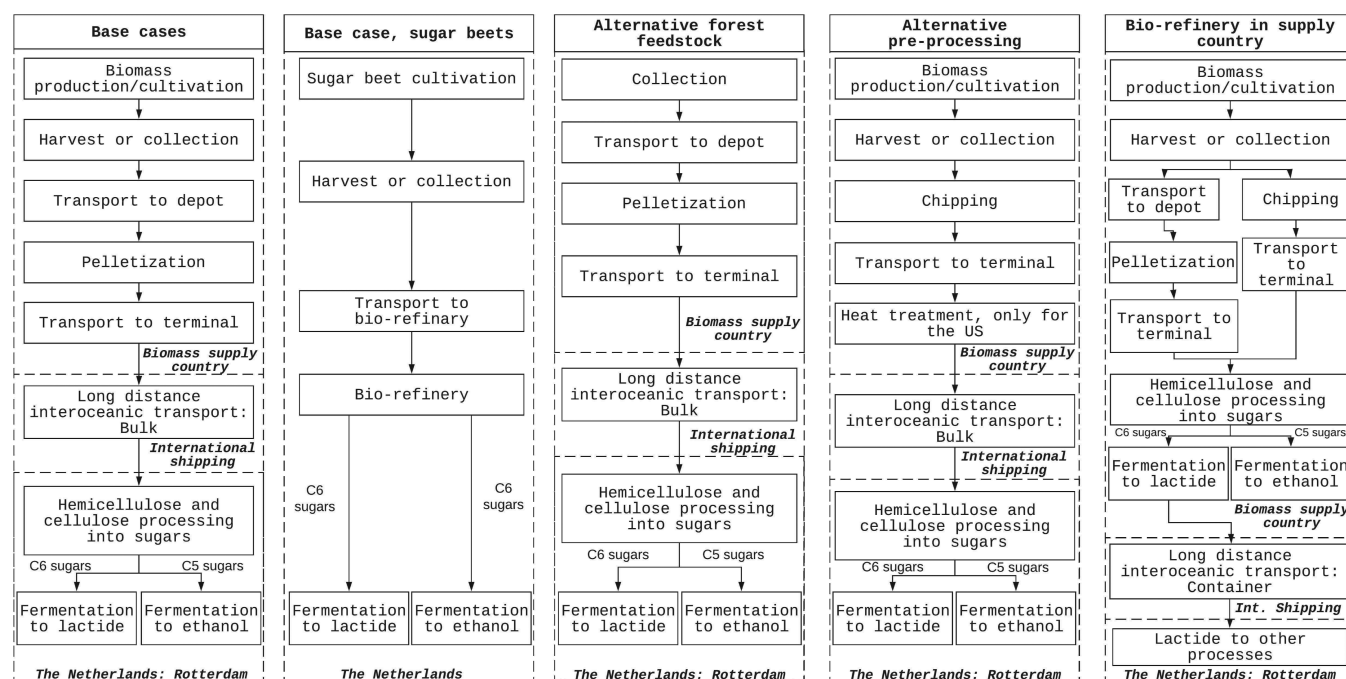 Base cases
Biomass
production/cultivation
Harvest or collection
Transport to depot
Pelletization
Transport to terminal
Biomass supply
country
Long distance
interoceanic transport:
Bulk
International
shipping
Hemicellulose and
cellulose processing
into sugars
C6 sugars
C5 sugars
Fermentation
to lactide
Fermentation
to ethanol
The Netherlands: Rotterdam
Base case, sugar beets
Sugar beet cultivation
Harvest or collection
Transport to
bio-refinary
Bio-refinery
C6
sugars
C6
sugars
Fermentation
to lactide
Fermentation
to ethanol
The Netherlands
Alternative forest
feedstock
Collection
Transport to depot
Pelletization
Transport to terminal
Biomass supply
country
Long distance
interoceanic transport:
Bulk
International
shipping
Hemicellulose and
cellulose processing
into sugars
C6 sugars
C5 sugars
Fermentation
to lactide
Fermentation
to ethanol
The Netherlands: Rotterdam
Alternative
pre-processing
Biomass
production/cultivation
Harvest or collection
Chipping
Transport to terminal
Heat treatment, only for
the US
Biomass supply
country
Long distance
interoceanic transport:
Bulk
International
shipping
Hemicellulose and
cellulose processing
into sugars
C6 sugars
C5 sugars
Fermentation
to lactide
Fermentation
to ethanol
The Netherlands: Rotterdam
Bio-refinery in supply
country
Biomass
production/cultivation
Harvest or collection
Transport
to depot
Chipping
Pelletization
Transport
to
terminal
Transport to
terminal
Hemicellulose and
cellulose processing
into sugars
C6 sugars
C5 sugars
Fermentation
to lactide
Fermentation
to ethanol
Biomass supply
country
Long distance
interoceanic transport:
Container
Int. Shipping
Lactide to other
processes
The Netherlands: Rotterdam